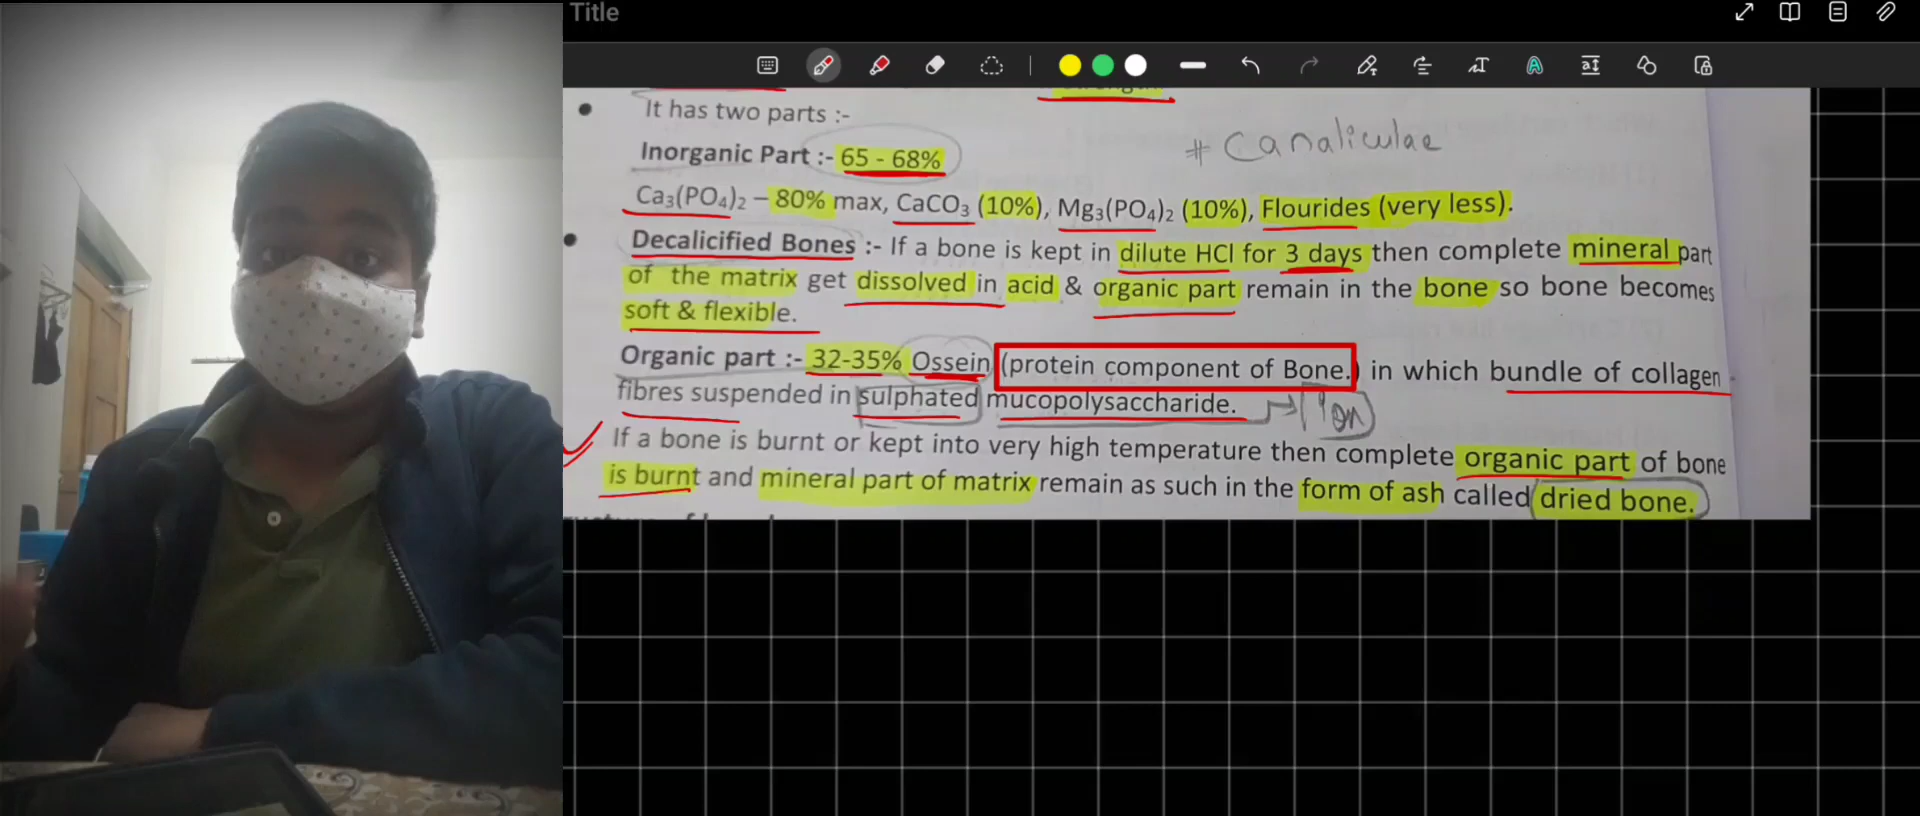 Title
strength
It has two parts :-
Inorganic Part :- 65 - 68%
# Canaliculae
Ca₃(PO₄)₂ – 80% max, CaCO₃ (10%), Mg₃(PO₄)₂ (10%), Flourides (very less).
Decalicified Bones :- If a bone is kept in dilute HCl for 3 days then complete mineral part
of the matrix get dissolved in acid & organic part remain in the bone so bone becomes
soft & flexible.
Organic part :- 32-35% Ossein (protein component of Bone.) in which bundle of collagen
fibres suspended in sulphated mucopolysaccharide.
If a bone is burnt or kept into very high temperature then complete organic part of bone
is burnt and mineral part of matrix remain as such in the form of ash called dried bone.